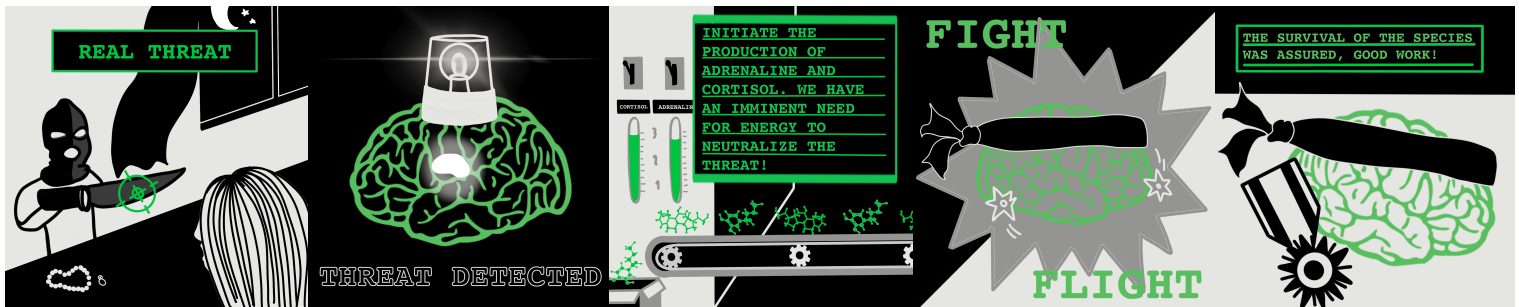 REAL THREAT
THREAT DETECTED
CORTISOL
ADRENALIN
3
2
1
INITIATE THE
PRODUCTION OF
ADRENALINE AND
CORTISOL. WE HAVE
AN IMMINENT NEED
FOR ENERGY TO
NEUTRALIZE THE
THREAT!
FIGHT
FLIGHT
THE SURVIVAL OF THE SPECIES
WAS ASSURED, GOOD WORK!